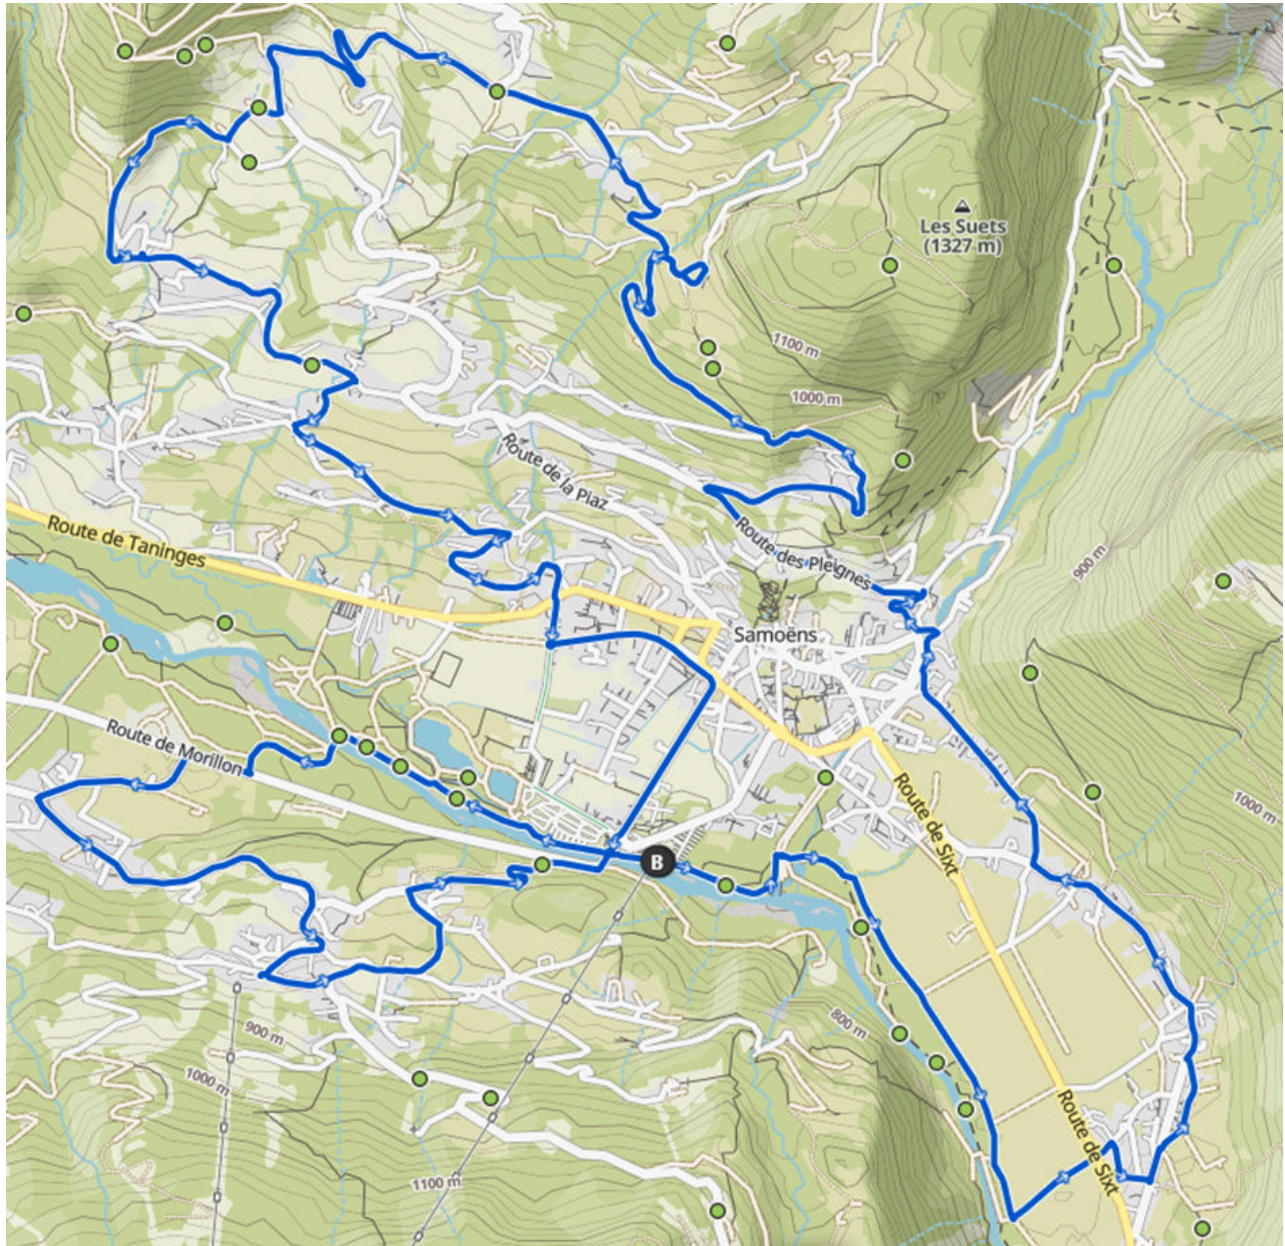 Les Suets
(1327 m)
1100 m
1000 m
Route de la Piaz
Route de Taninges
Route des Pleignes
900 m
Samoëns
Route de Morillon
Route de Sixt
1000 m
B
800 m
900 m
1000 m
Route de Sixt
1100 m